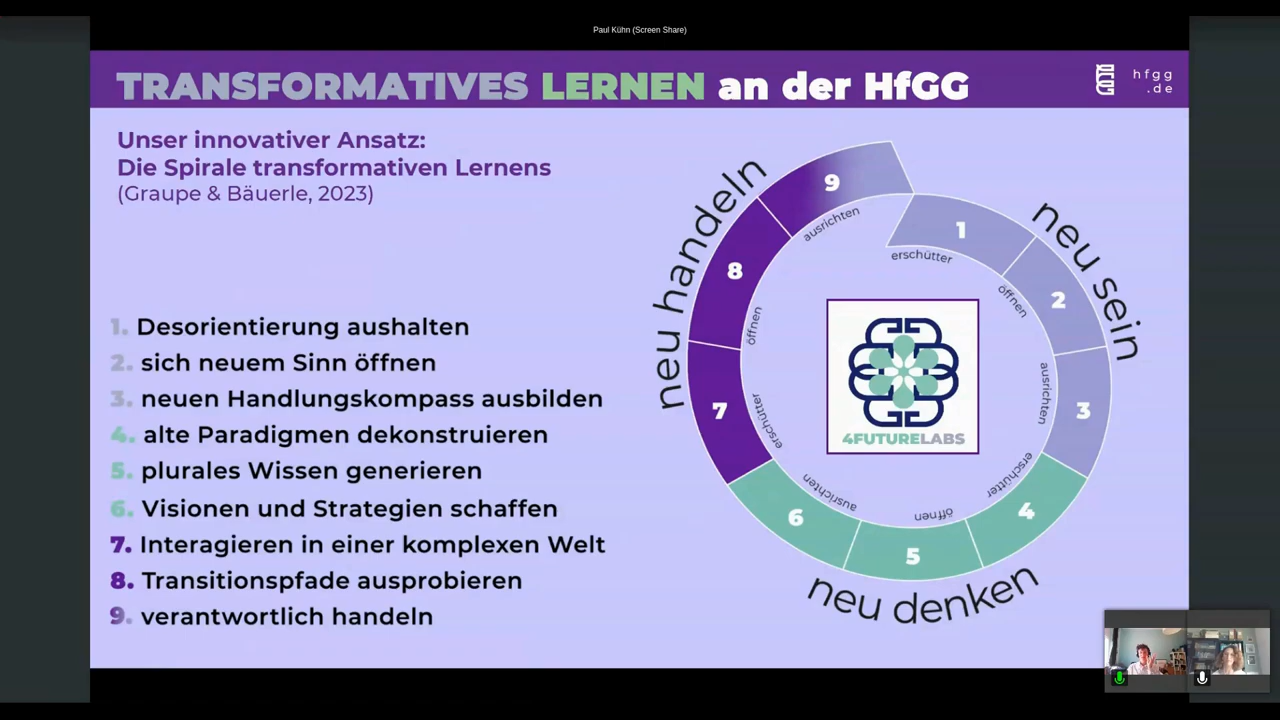 Paul Kühn (Screen Share)
TRANSFORMATIVES LERNEN an der HfGG
hfgg
.de
Unser innovativer Ansatz:
Die Spirale transformativen Lernens
(Graupe & Bäuerle, 2023)
1. Desorientierung aushalten
2. sich neuem Sinn öffnen
3. neuen Handlungskompass ausbilden
4. alte Paradigmen dekonstruieren
5. plurales Wissen generieren
6. Visionen und Strategien schaffen
7. Interagieren in einer komplexen Welt
8. Transitionspfade ausprobieren
9. verantwortlich handeln
neu sein
1
erschütter
2
öffnen
3
ausrichten
neu denken
4
erschütter
5
öffnen
6
ausrichten
neu handeln
7
erschütter
8
öffnen
9
ausrichten
4FUTURELABS